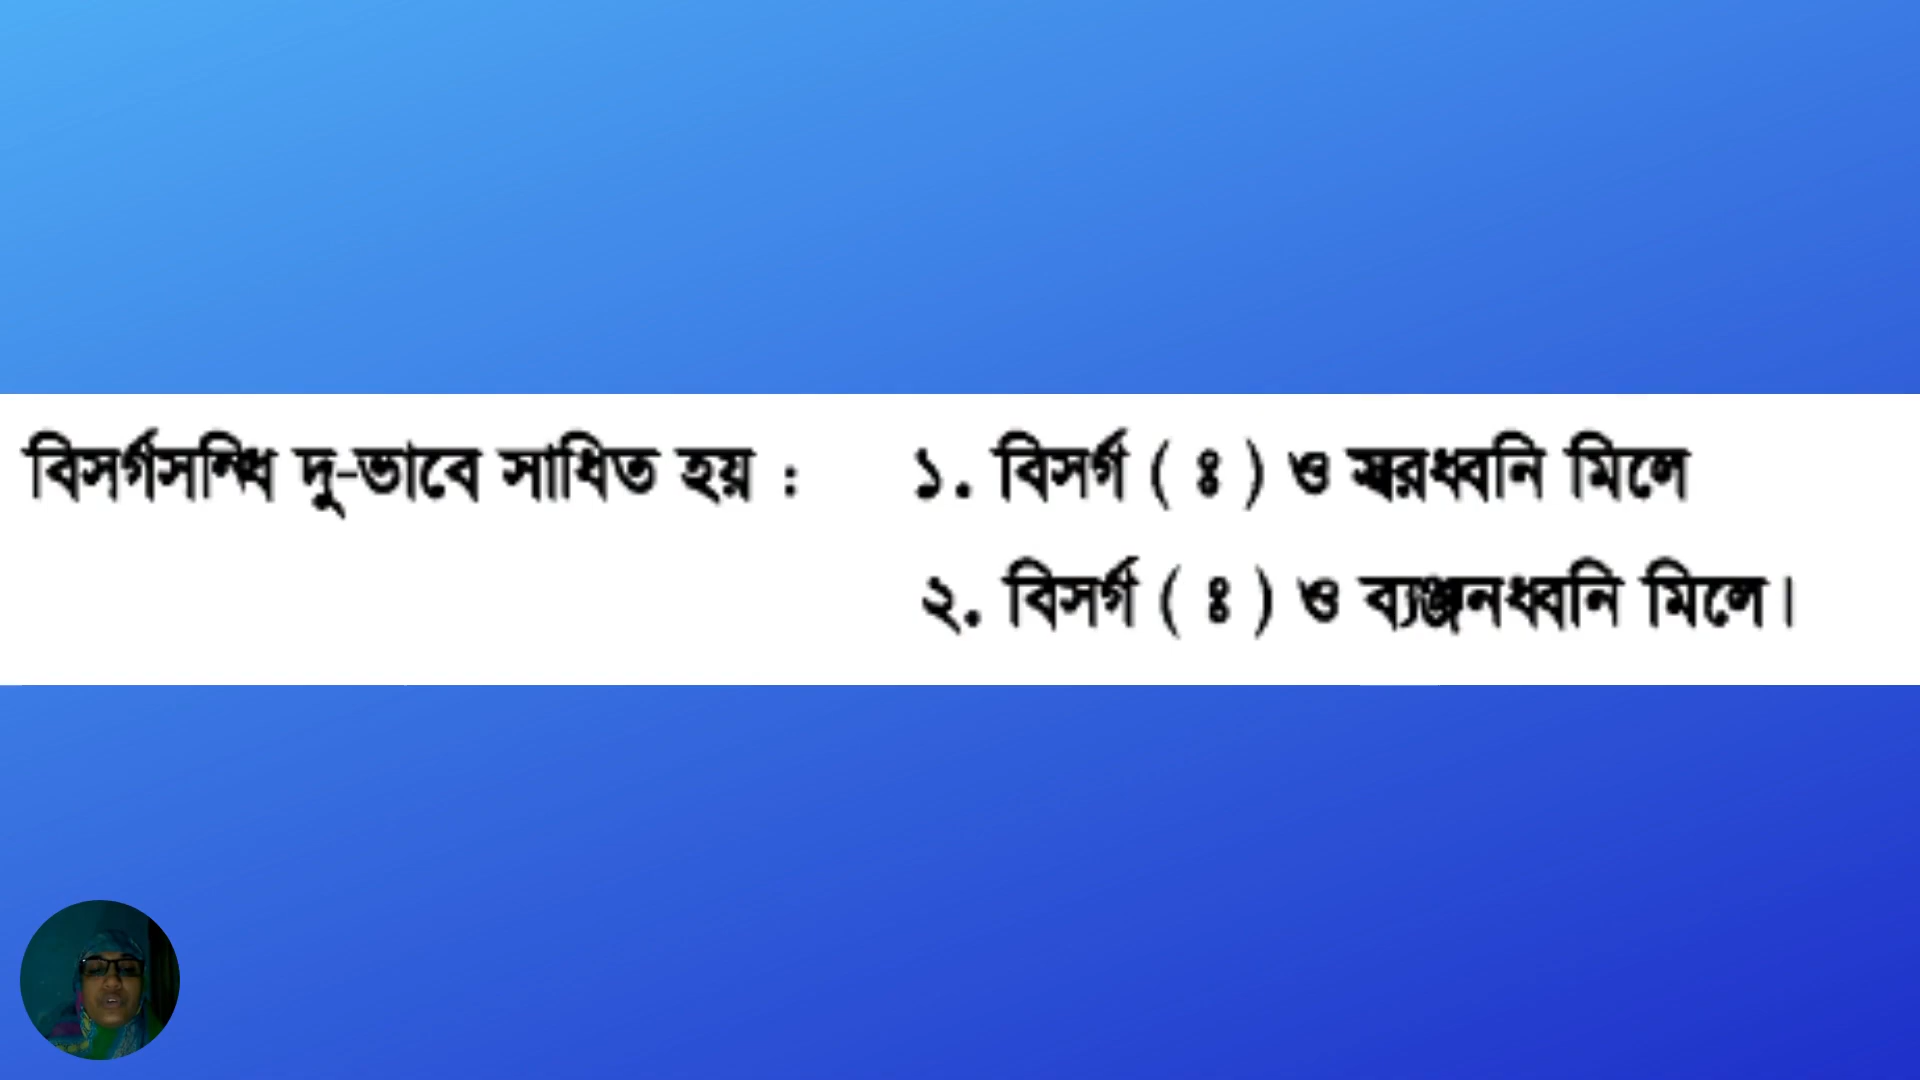 বিসর্গসন্ধি দু-ভাবে সাধিত হয় : ১. বিসর্গ ( ঃ ) ও স্বরধ্বনি মিলে
২. বিসর্গ ( ঃ ) ও ব্যঞ্জনধ্বনি মিলে।